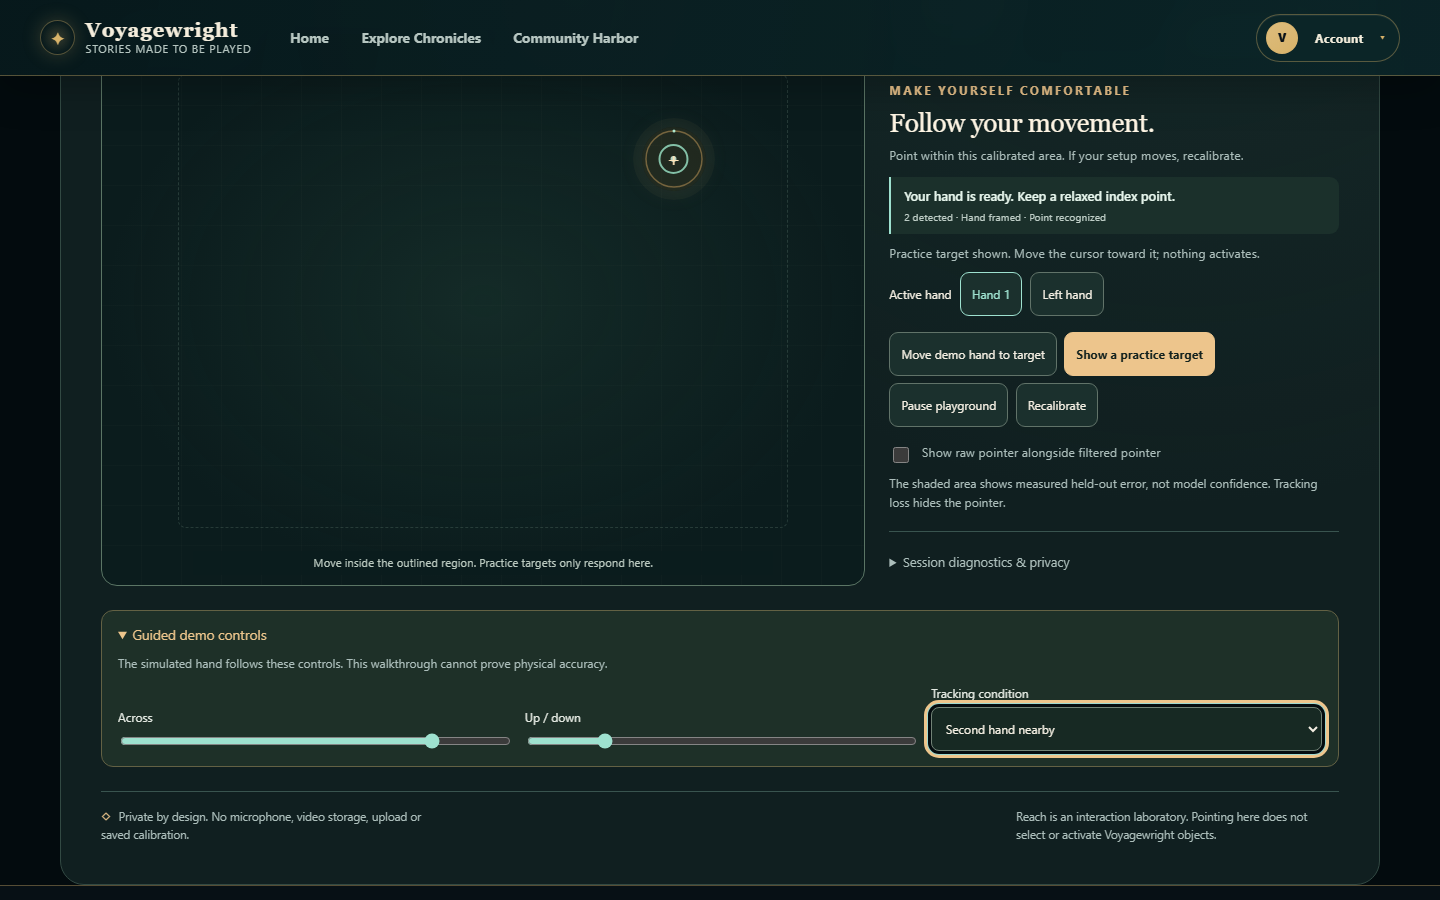 Voyagewright
STORIES MADE TO BE PLAYED
Home
Explore Chronicles
Community Harbor
V
Account
MAKE YOURSELF COMFORTABLE
Follow your movement.
Point within this calibrated area. If your setup moves, recalibrate.
Your hand is ready. Keep a relaxed index point.
2 detected · Hand framed · Point recognized
Practice target shown. Move the cursor toward it; nothing activates.
Active hand
Hand 1
Left hand
Move demo hand to target
Show a practice target
Pause playground
Recalibrate
Show raw pointer alongside filtered pointer
The shaded area shows measured held-out error, not model confidence. Tracking
loss hides the pointer.
Session diagnostics & privacy
Move inside the outlined region. Practice targets only respond here.
Guided demo controls
The simulated hand follows these controls. This walkthrough cannot prove physical accuracy.
Across
Up / down
Tracking condition
Second hand nearby
Private by design. No microphone, video storage, upload or
saved calibration.
Reach is an interaction laboratory. Pointing here does not
select or activate Voyagewright objects.